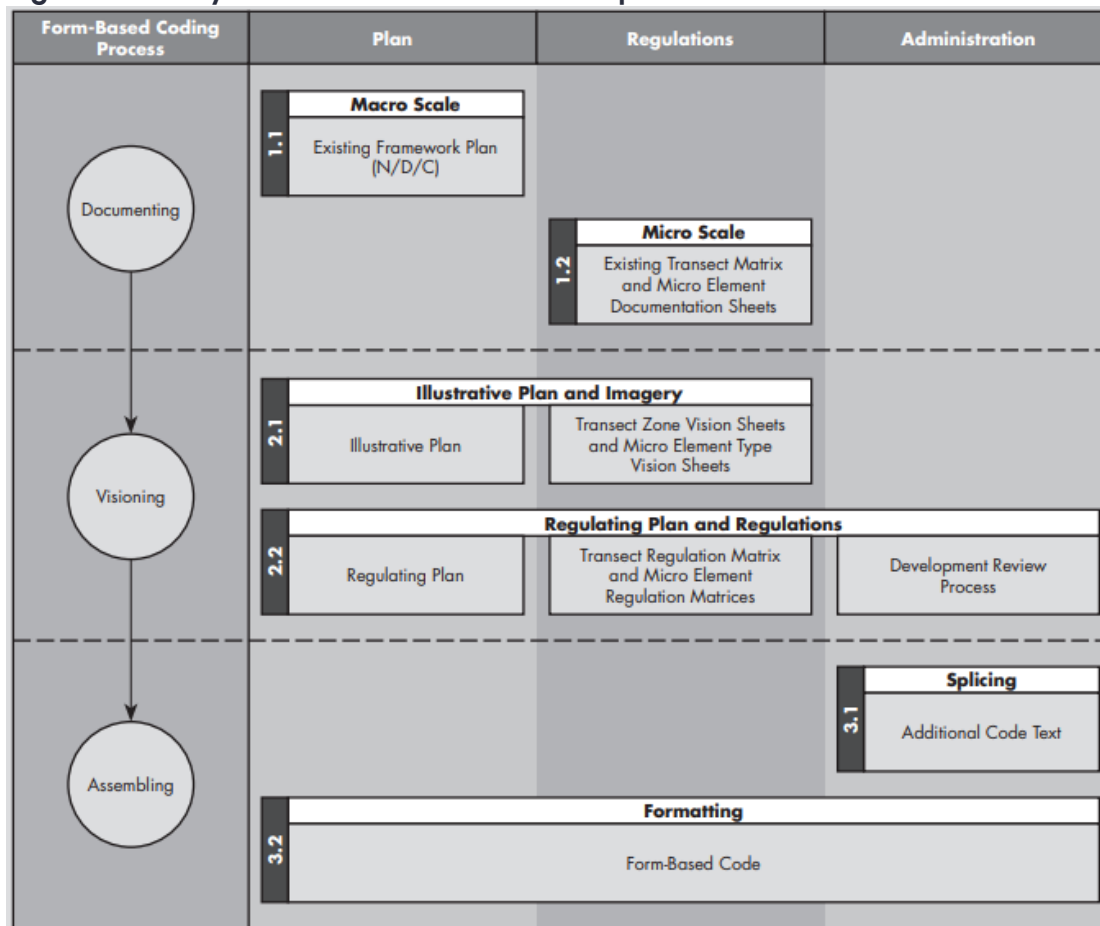 Form-Based Coding
Process
Plan
Regulations
Administration
Macro Scale
1.1
Existing Framework Plan
(N/D/C)
Documenting
Micro Scale
1.2
Existing Transect Matrix
and Micro Element
Documentation Sheets
Illustrative Plan and Imagery
2.1
Illustrative Plan
Transect Zone Vision Sheets
and Micro Element Type
Vision Sheets
Visioning
Regulating Plan and Regulations
2.2
Regulating Plan
Transect Regulation Matrix
and Micro Element
Regulation Matrices
Development Review
Process
Splicing
3.1
Additional Code Text
Assembling
Formatting
3.2
Form-Based Code